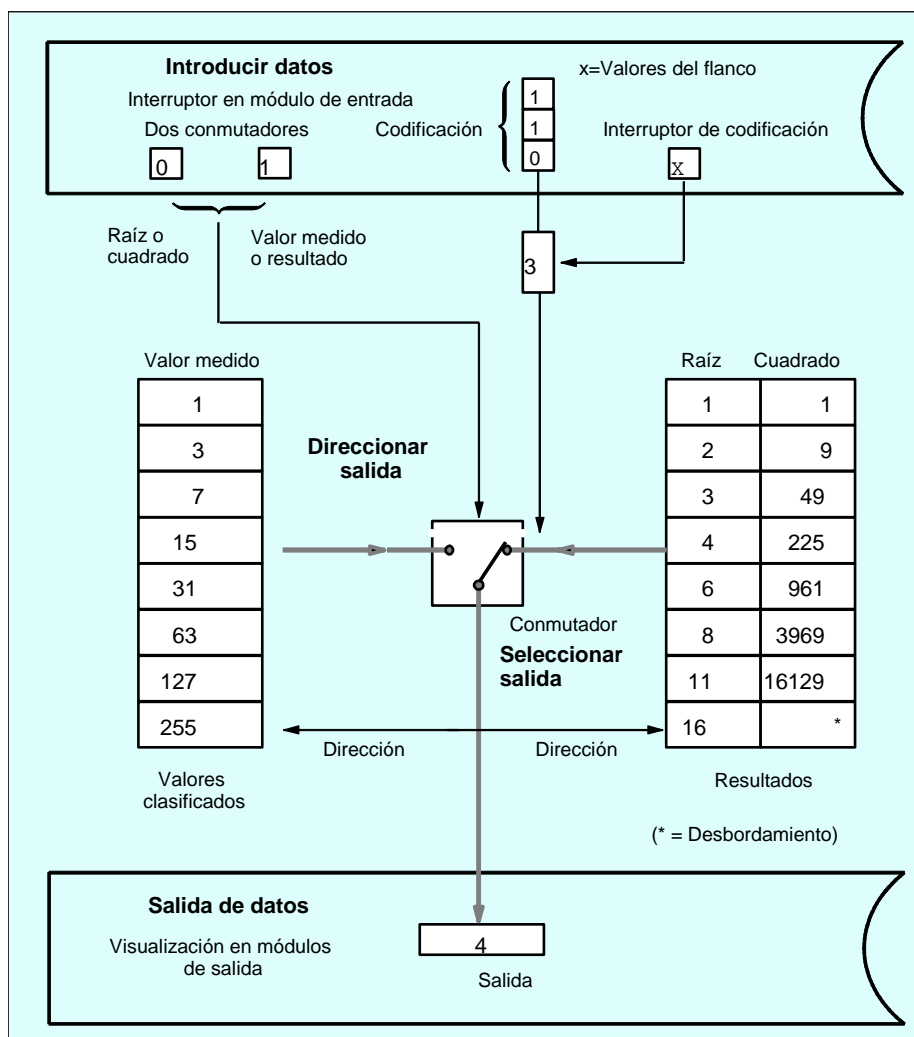 Introducir datos
x=Valores del flanco
Interruptor en módulo de entrada
Dos conmutadores
Codificación
Interruptor de codificación
1
1
0
0
1
X
Raíz o
cuadrado
Valor medido
o resultado
3
Valor medido
Raíz
Cuadrado
1
1
1
3
2
9
7
3
49
15
4
225
31
6
961
63
8
3969
127
11
16129
255
16
*
Direccionar
salida
Conmutador
Seleccionar
salida
Dirección
Dirección
Valores
clasificados
Resultados
(* = Desbordamiento)
Salida de datos
Visualización en módulos
de salida
4
Salida